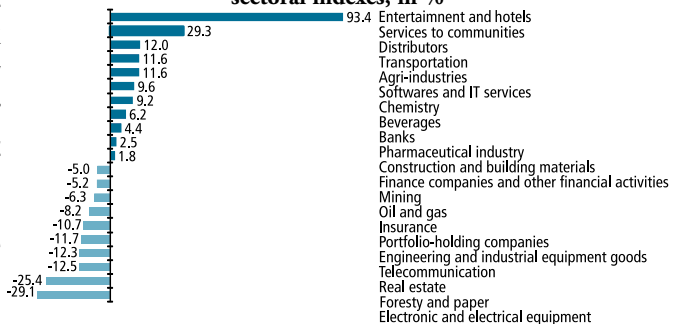 sectoral indexes, in %
93.4 Entertaimnent and hotels
29.3 Services to communities
12.0 Distributors
11.6 Transportation
11.6 Agri-industries
9.6 Softwares and IT services
9.2 Chemistry
6.2 Beverages
4.4 Banks
2.5 Pharmaceutical industry
1.8 Construction and building materials
-5.0 Finance companies and other financial activities
-5.2 Mining
-6.3 Oil and gas
-8.2 Insurance
-10.7 Portfolio-holding companies
-11.7 Engineering and industrial equipment goods
-12.3 Telecommunication
-12.5 Real estate
-25.4 Foresty and paper
-29.1 Electronic and electrical equipment